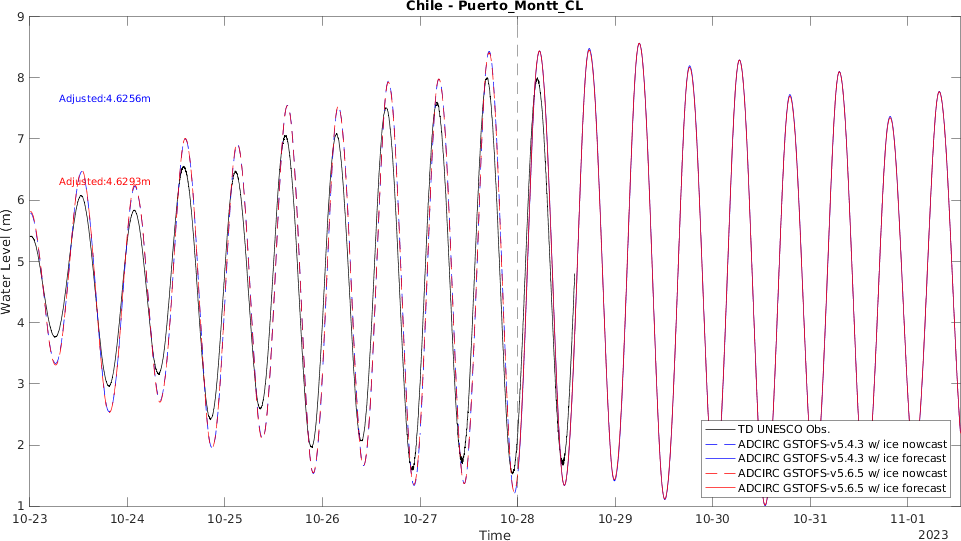 Chile - Puerto_Montt_CL
9
8
7
6
5
4
3
2
1
Water Level (m)
Adjusted:4.6256m
Adjusted:4.6293m
TD UNESCO Obs.
ADCIRC GSTOFS-v5.4.3 w/ ice nowcast
ADCIRC GSTOFS-v5.4.3 w/ ice forecast
ADCIRC GSTOFS-v5.6.5 w/ ice nowcast
ADCIRC GSTOFS-v5.6.5 w/ ice forecast
10-23 10-24 10-25 10-26 10-27 10-28 10-29 10-30 10-31 11-01
Time
2023